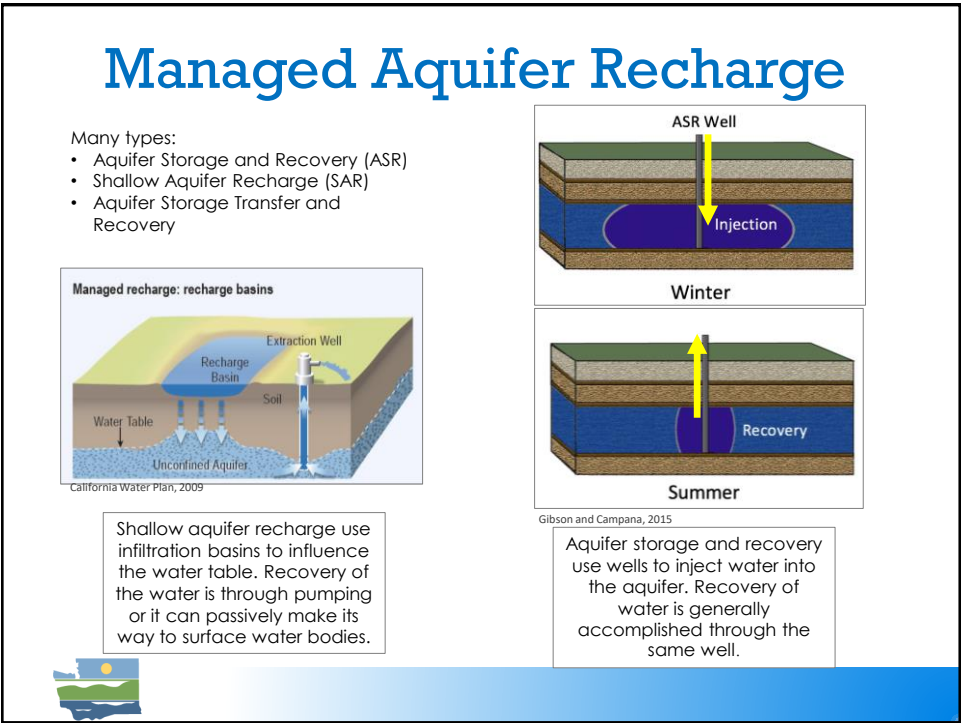 Managed Aquifer Recharge
Many types:
• Aquifer Storage and Recovery (ASR)
• Shallow Aquifer Recharge (SAR)
• Aquifer Storage Transfer and
Recovery
Managed recharge: recharge basins
Extraction Well
Recharge
Basin
Soil
Water Table
Unconfined Aquifer
California Water Plan, 2009
Shallow aquifer recharge use
infiltration basins to influence
the water table. Recovery of
the water is through pumping
or it can passively make its
way to surface water bodies.
ASR Well
Injection
Winter
Recovery
Summer
Gibson and Campana, 2015
Aquifer storage and recovery
use wells to inject water into
the aquifer. Recovery of
water is generally
accomplished through the
same well.